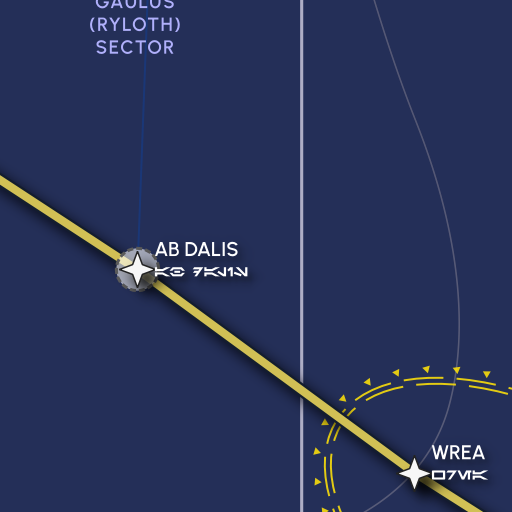 GAULUS
(RYLOTH)
SECTOR
AB DALIS
WREA